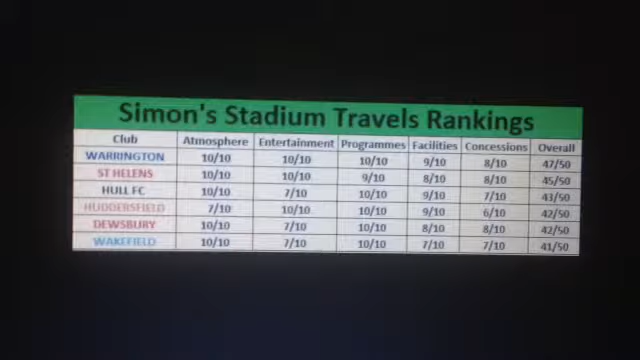 Simon's Stadium Travels Rankings
Club Atmosphere Entertainment Programmes Facilities Concessions Overall
WARRINGTON 10/10 10/10 10/10 9/10 8/10 47/50
ST HELENS 10/10 10/10 9/10 8/10 8/10 45/50
HULL FC 10/10 7/10 10/10 9/10 7/10 43/50
HUDDERSFIELD 7/10 10/10 10/10 9/10 6/10 42/50
DEWSBURY 10/10 7/10 10/10 8/10 8/10 42/50
WAKEFIELD 10/10 7/10 10/10 7/10 7/10 41/50